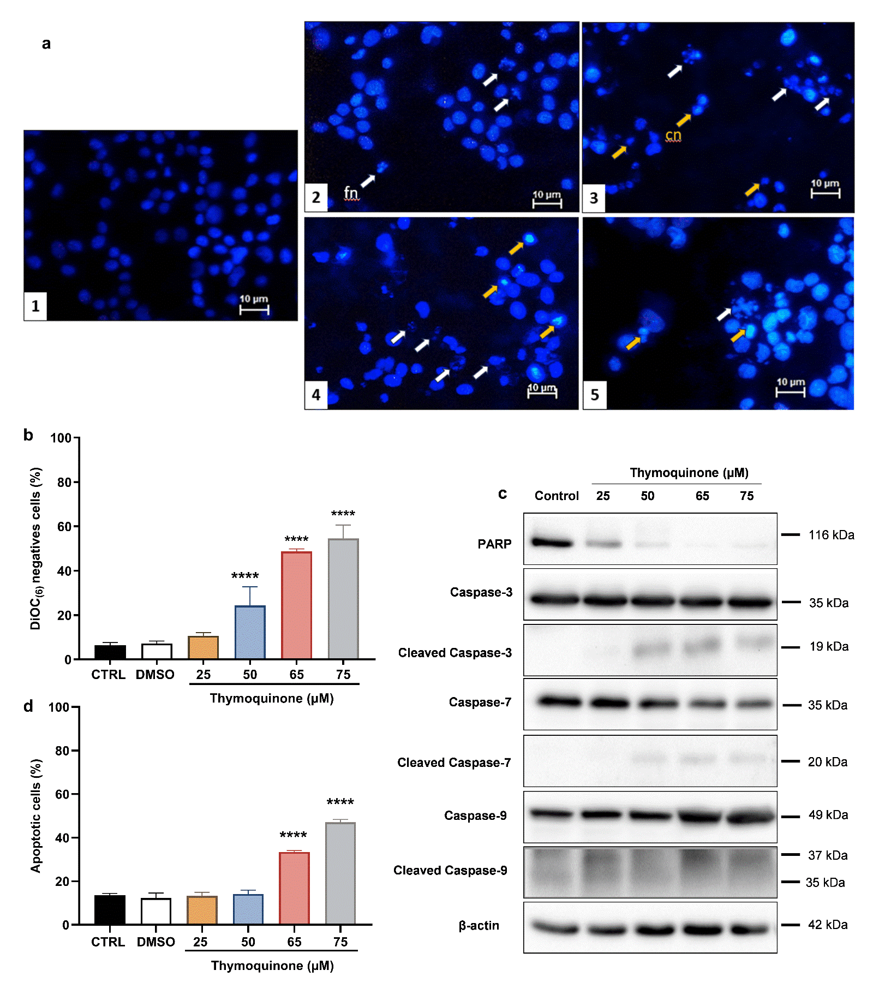 a
1
10 µm
2
fn
10 µm
3
cn
10 µm
4
10 µm
5
10 µm
b
DiOC(6) negatives cells (%)
100
80
60
40
20
0
****
****
****
CTRL DMSO 25 50 65 75
Thymoquinone (µM)
c
Thymoquinone (µM)
Control 25 50 65 75
PARP 116 kDa
Caspase-3 35 kDa
Cleaved Caspase-3 19 kDa
Caspase-7 35 kDa
Cleaved Caspase-7 20 kDa
Caspase-9 49 kDa
Cleaved Caspase-9 37 kDa
35 kDa
β-actin 42 kDa
d
Apoptotic cells (%)
100
80
60
40
20
0
****
****
CTRL DMSO 25 50 65 75
Thymoquinone (µM)